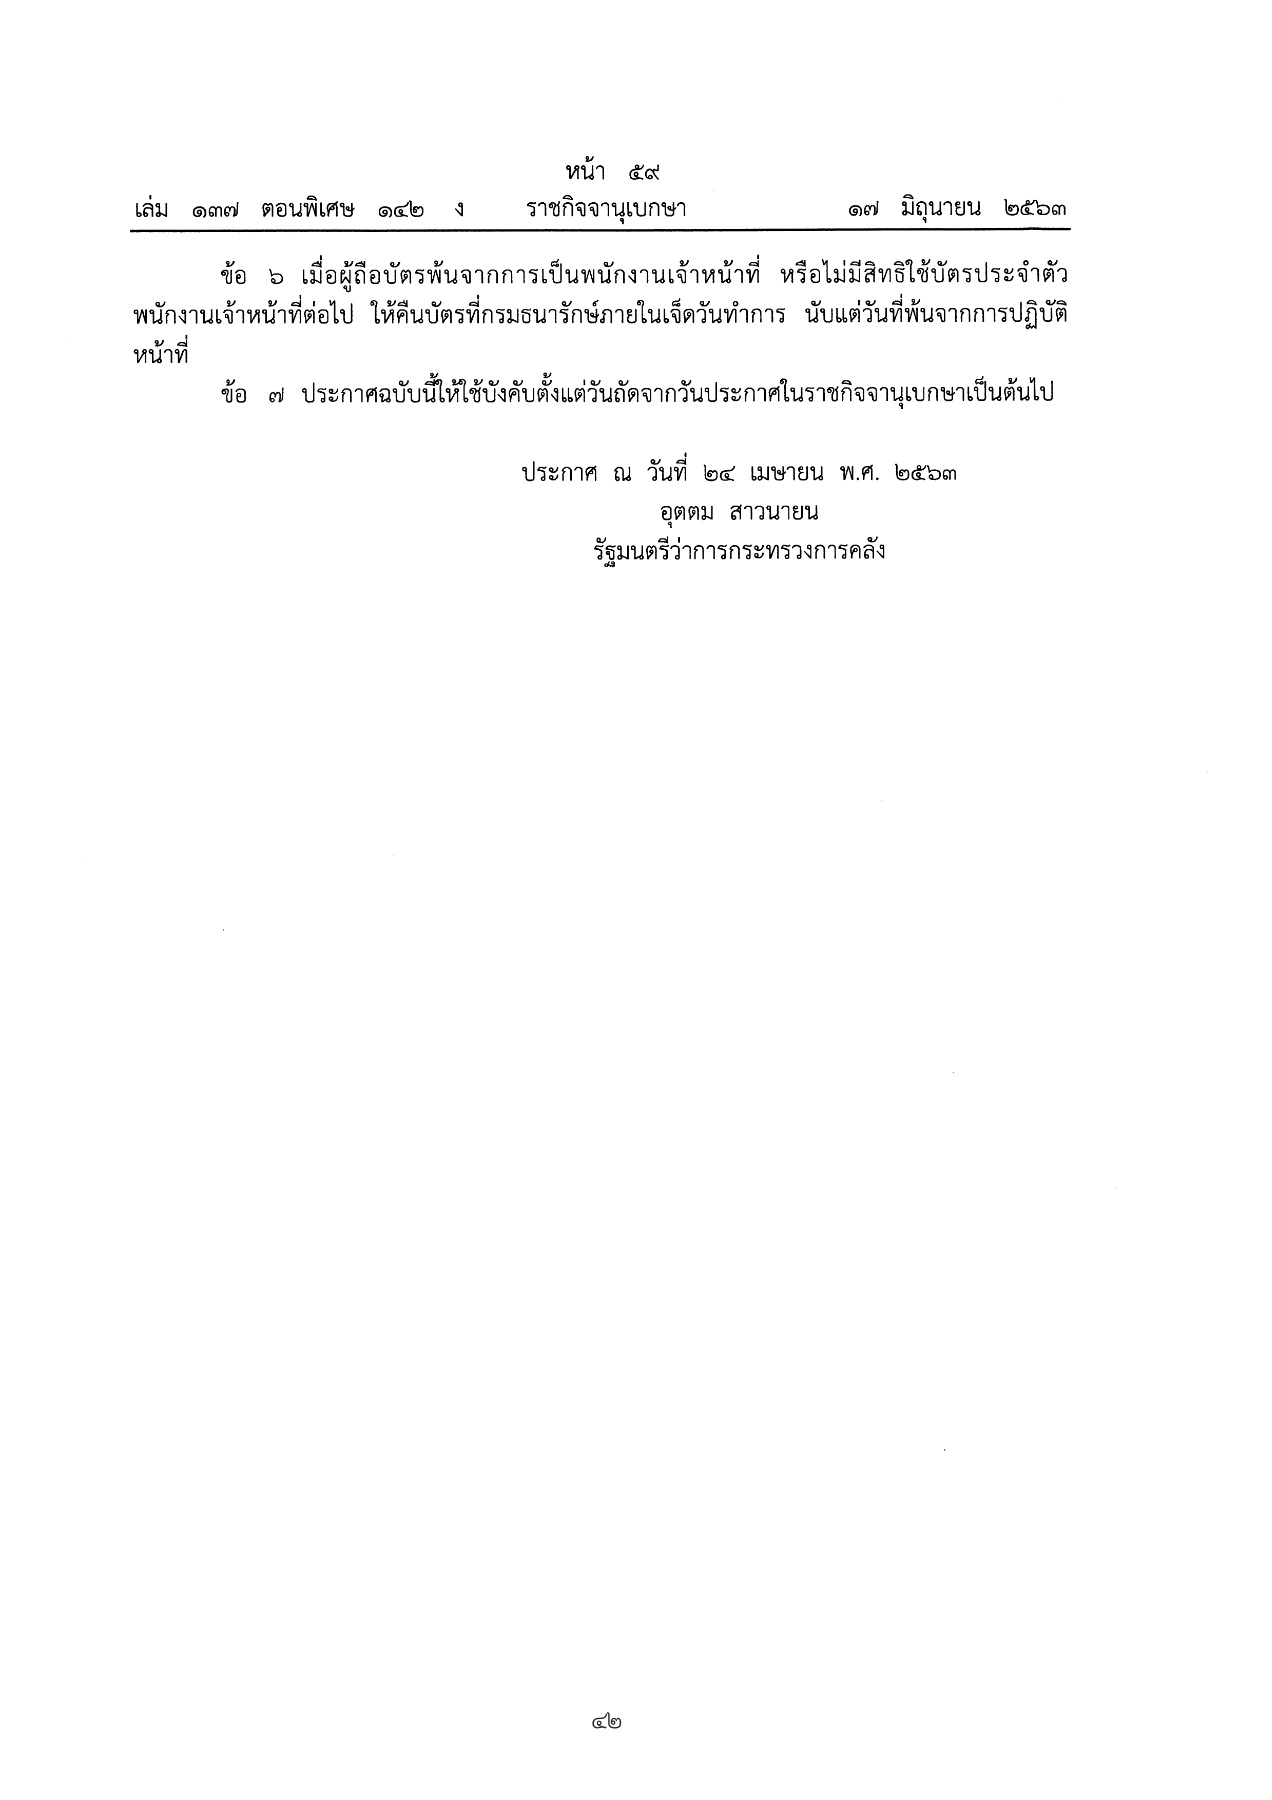 หน้า ๕๙
เล่ม ๑๓๗ ตอนพิเศษ ๑๔๒ ง ราชกิจจานุเบกษา ๑๗ มิถุนายน ๒๕๖๓
ข้อ ๖ เมื่อผู้ถือบัตรพ้นจากการเป็นพนักงานเจ้าหน้าที่ หรือไม่มีสิทธิใช้บัตรประจำตัว
พนักงานเจ้าหน้าที่ต่อไป ให้คืนบัตรที่กรมธนารักษ์ภายในเจ็ดวันทำการ นับแต่วันที่พ้นจากการปฏิบัติ
หน้าที่
ข้อ ๗ ประกาศฉบับนี้ให้ใช้บังคับตั้งแต่วันถัดจากวันประกาศในราชกิจจานุเบกษาเป็นต้นไป
ประกาศ ณ วันที่ ๒๔ เมษายน พ.ศ. ๒๕๖๓
อุตตม สาวนายน
รัฐมนตรีว่าการกระทรวงการคลัง
๔๒